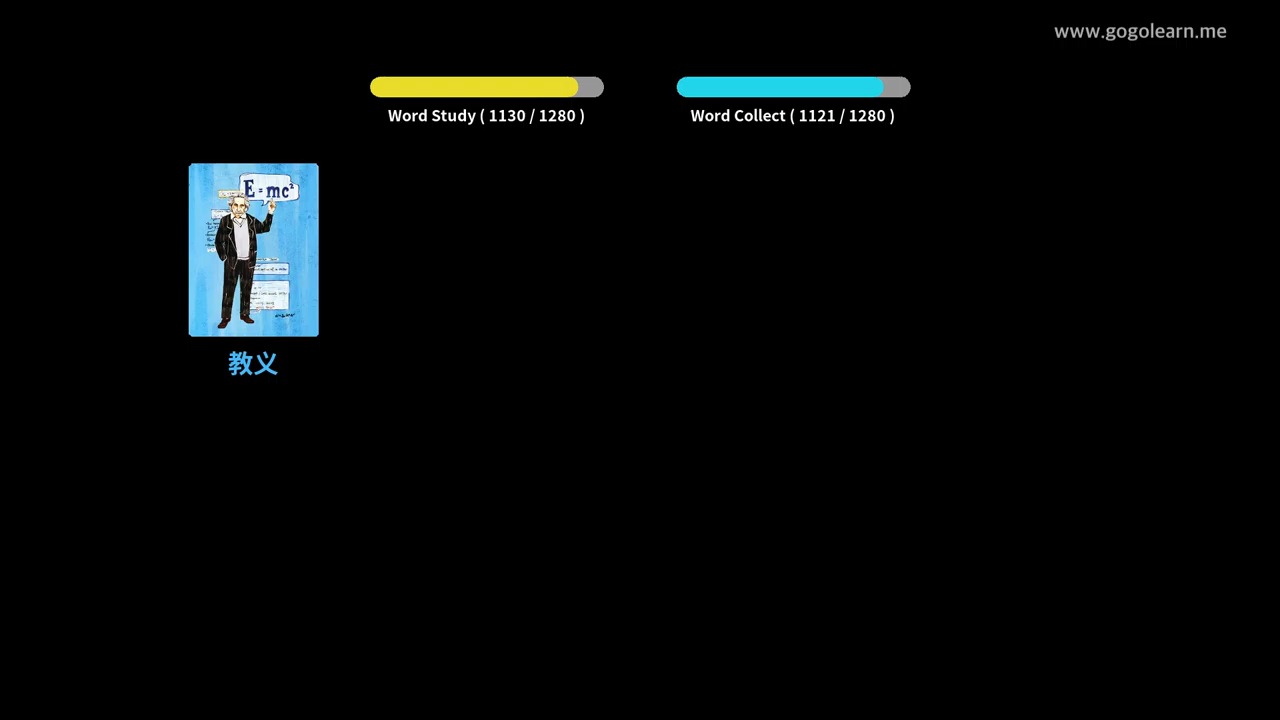 www.gogolearn.me
Word Study ( 1130 / 1280 )
Word Collect ( 1121 / 1280 )
E = mc²
教义